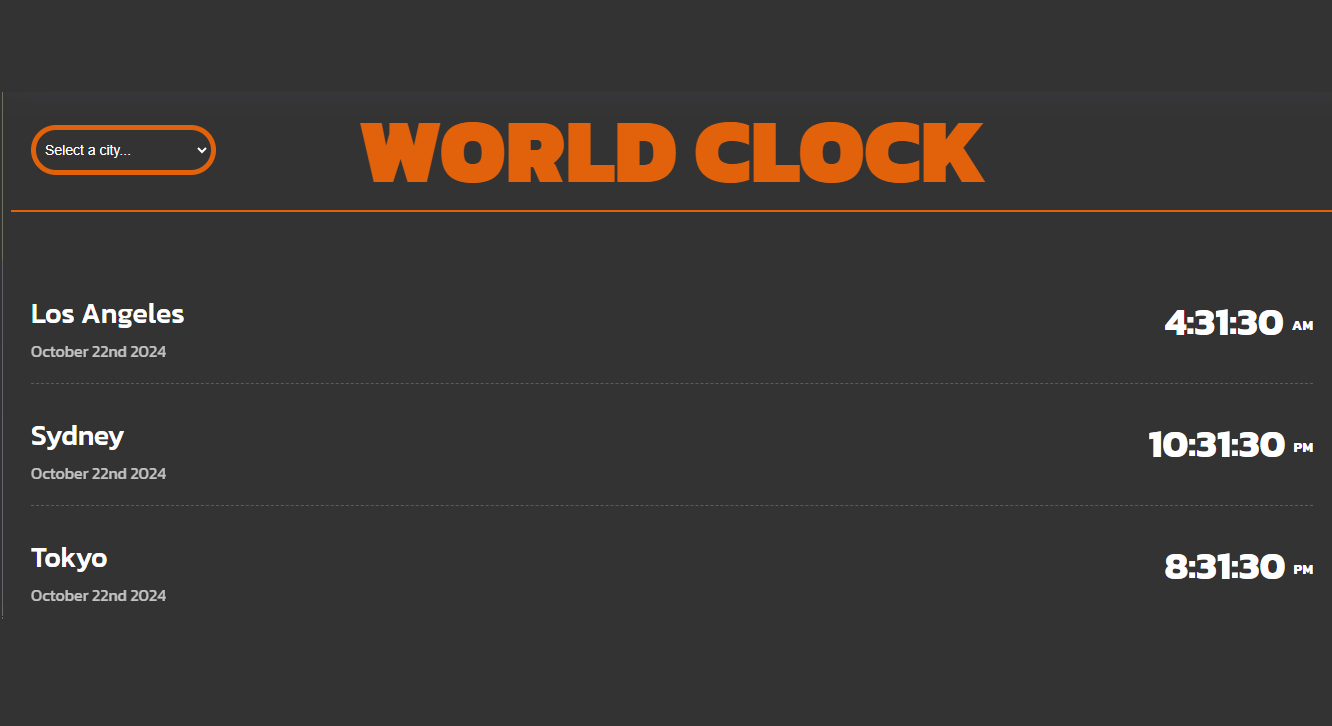 Select a city...
WORLD CLOCK
Los Angeles
4:31:30 AM
October 22nd 2024
Sydney
10:31:30 PM
October 22nd 2024
Tokyo
8:31:30 PM
October 22nd 2024